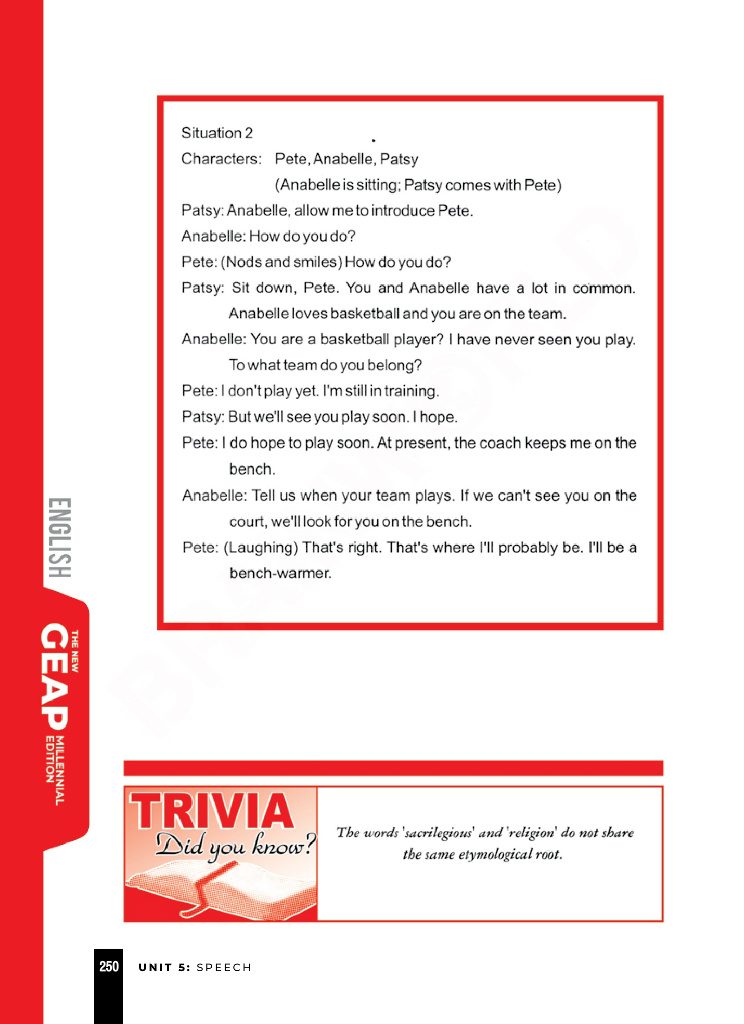 Situation 2
Characters: Pete, Anabelle, Patsy
(Anabelle is sitting; Patsy comes with Pete)
Patsy: Anabelle, allow me to introduce Pete.
Anabelle: How do you do?
Pete: (Nods and smiles) How do you do?
Patsy: Sit down, Pete. You and Anabelle have a lot in common.
Anabelle loves basketball and you are on the team.
Anabelle: You are a basketball player? I have never seen you play.
To what team do you belong?
Pete: I don't play yet. I'm still in training.
Patsy: But we'll see you play soon. I hope.
Pete: I do hope to play soon. At present, the coach keeps me on the
bench.
Anabelle: Tell us when your team plays. If we can't see you on the
court, we'll look for you on the bench.
Pete: (Laughing) That's right. That's where I'll probably be. I'll be a
bench-warmer.
ENGLISH
THE NEW
GEAP
MILLENNIAL
EDITION
TRIVIA
Did you know?
The words 'sacrilegious' and 'religion' do not share
the same etymological root.
250 UNIT 5: SPEECH